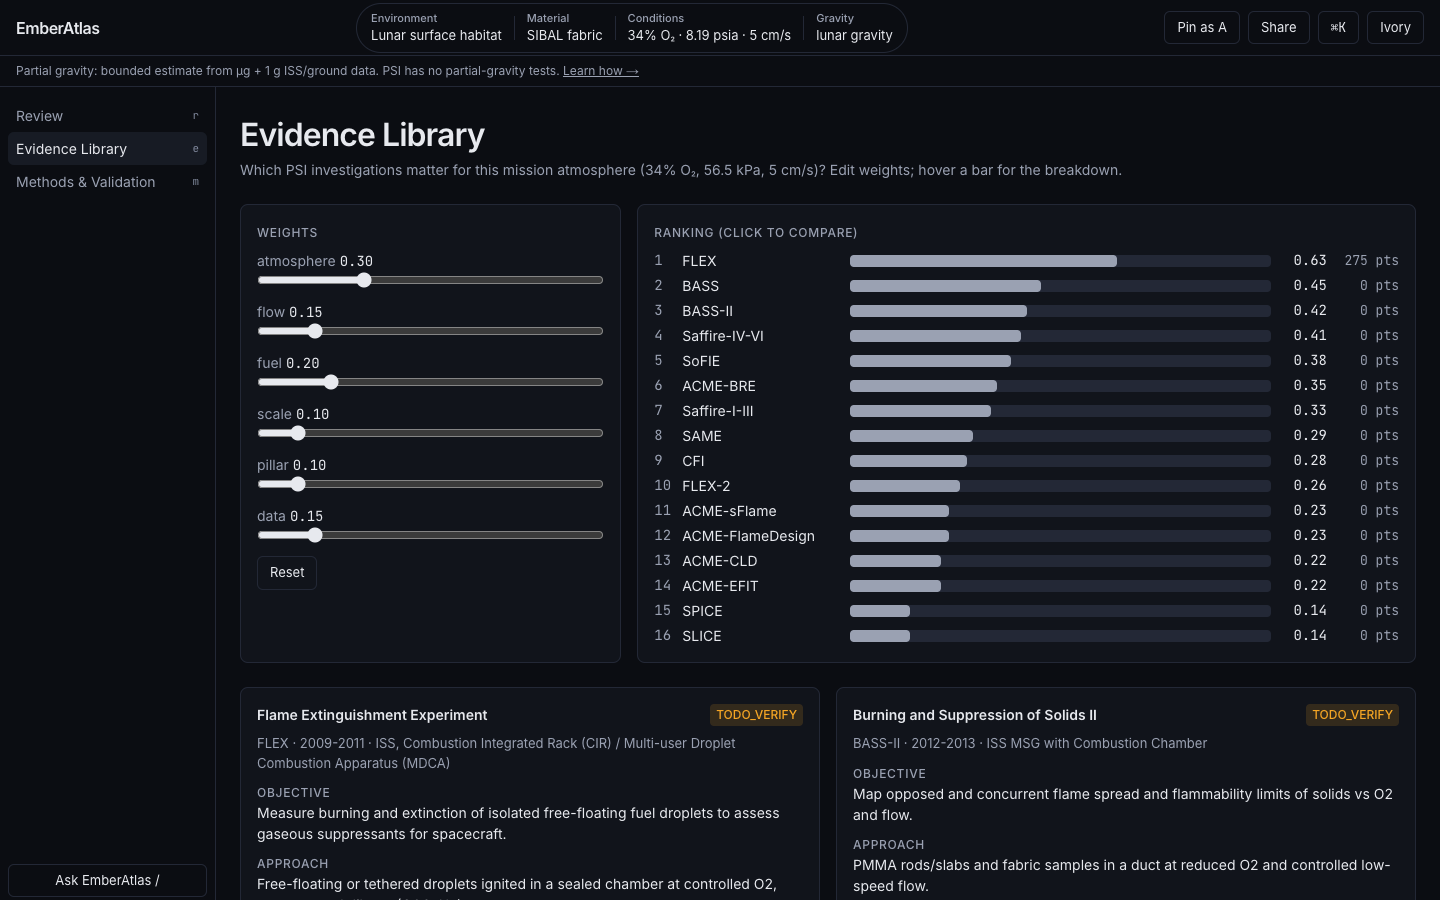 EmberAtlas
Environment
Lunar surface habitat
Material
SIBAL fabric
Conditions
34% O₂ · 8.19 psia · 5 cm/s
Gravity
lunar gravity
Pin as A
Share
⌘K
Ivory
Partial gravity: bounded estimate from µg + 1 g ISS/ground data. PSI has no partial-gravity tests. Learn how →
Review r
Evidence Library e
Methods & Validation m
Ask EmberAtlas /
Evidence Library
Which PSI investigations matter for this mission atmosphere (34% O₂, 56.5 kPa, 5 cm/s)? Edit weights; hover a bar for the breakdown.
WEIGHTS
atmosphere 0.30
flow 0.15
fuel 0.20
scale 0.10
pillar 0.10
data 0.15
Reset
RANKING (CLICK TO COMPARE)
1 FLEX 0.63 275 pts
2 BASS 0.45 0 pts
3 BASS-II 0.42 0 pts
4 Saffire-IV-VI 0.41 0 pts
5 SoFIE 0.38 0 pts
6 ACME-BRE 0.35 0 pts
7 Saffire-I-III 0.33 0 pts
8 SAME 0.29 0 pts
9 CFI 0.28 0 pts
10 FLEX-2 0.26 0 pts
11 ACME-sFlame 0.23 0 pts
12 ACME-FlameDesign 0.23 0 pts
13 ACME-CLD 0.22 0 pts
14 ACME-EFIT 0.22 0 pts
15 SPICE 0.14 0 pts
16 SLICE 0.14 0 pts
Flame Extinguishment Experiment TODO_VERIFY
FLEX · 2009-2011 · ISS, Combustion Integrated Rack (CIR) / Multi-user Droplet
Combustion Apparatus (MDCA)
OBJECTIVE
Measure burning and extinction of isolated free-floating fuel droplets to assess
gaseous suppressants for spacecraft.
APPROACH
Free-floating or tethered droplets ignited in a sealed chamber at controlled O2,
Burning and Suppression of Solids II TODO_VERIFY
BASS-II · 2012-2013 · ISS MSG with Combustion Chamber
OBJECTIVE
Map opposed and concurrent flame spread and flammability limits of solids vs O2
and flow.
APPROACH
PMMA rods/slabs and fabric samples in a duct at reduced O2 and controlled low-
speed flow.